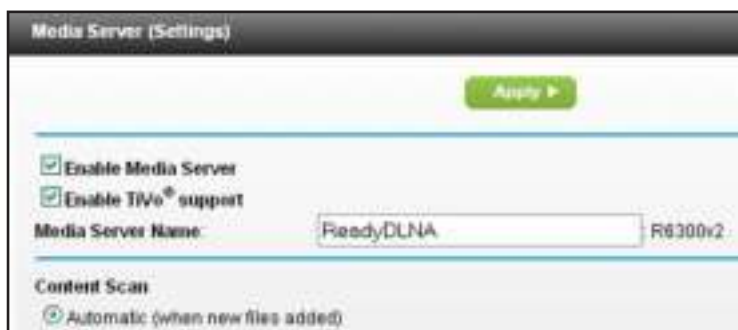 Media Server (Settings)
Apply
Enable Media Server
Enable TiVo® support
Media Server Name: ReadyDLNA : R6300v2
Content Scan
Automatic (when new files added)